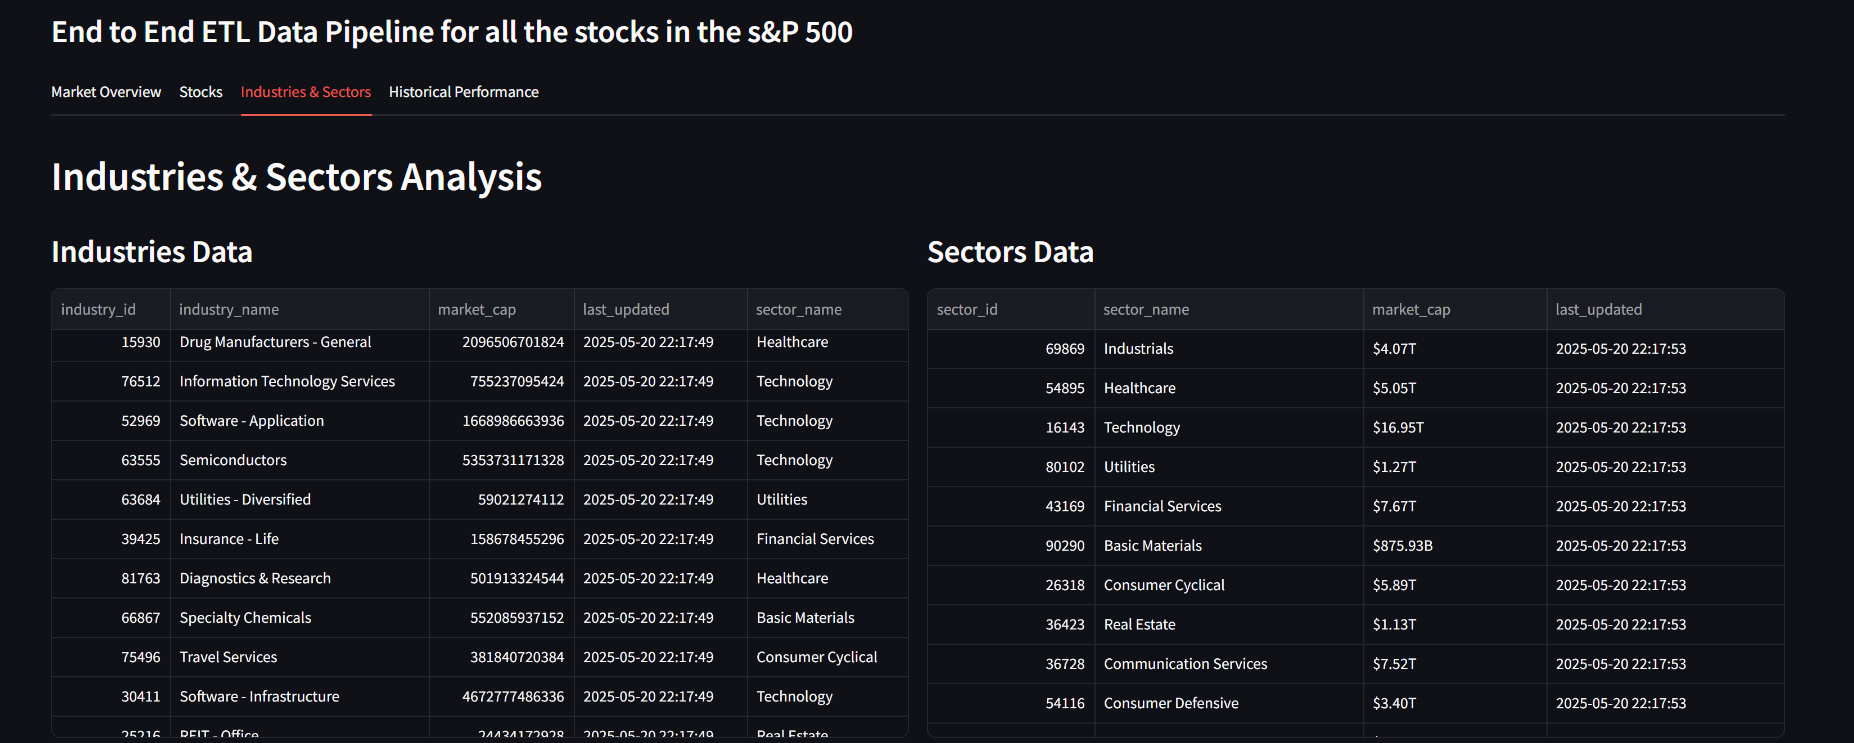 End to End ETL Data Pipeline for all the stocks in the s&P 500
Market Overview Stocks Industries & Sectors Historical Performance
Industries & Sectors Analysis
Industries Data
industry_id industry_name market_cap last_updated sector_name
15930 Drug Manufacturers - General 2096506701824 2025-05-20 22:17:49 Healthcare
76512 Information Technology Services 755237095424 2025-05-20 22:17:49 Technology
52969 Software - Application 1668986663936 2025-05-20 22:17:49 Technology
63555 Semiconductors 5353731171328 2025-05-20 22:17:49 Technology
63684 Utilities - Diversified 59021274112 2025-05-20 22:17:49 Utilities
39425 Insurance - Life 158678455296 2025-05-20 22:17:49 Financial Services
81763 Diagnostics & Research 501913324544 2025-05-20 22:17:49 Healthcare
66867 Specialty Chemicals 552085937152 2025-05-20 22:17:49 Basic Materials
75496 Travel Services 381840720384 2025-05-20 22:17:49 Consumer Cyclical
30411 Software - Infrastructure 4672777486336 2025-05-20 22:17:49 Technology
25216 REIT - Office 24434172928 2025-05-20 22:17:49 Real Estate
Sectors Data
sector_id sector_name market_cap last_updated
69869 Industrials $4.07T 2025-05-20 22:17:53
54895 Healthcare $5.05T 2025-05-20 22:17:53
16143 Technology $16.95T 2025-05-20 22:17:53
80102 Utilities $1.27T 2025-05-20 22:17:53
43169 Financial Services $7.67T 2025-05-20 22:17:53
90290 Basic Materials $875.93B 2025-05-20 22:17:53
26318 Consumer Cyclical $5.89T 2025-05-20 22:17:53
36423 Real Estate $1.13T 2025-05-20 22:17:53
36728 Communication Services $7.52T 2025-05-20 22:17:53
54116 Consumer Defensive $3.40T 2025-05-20 22:17:53